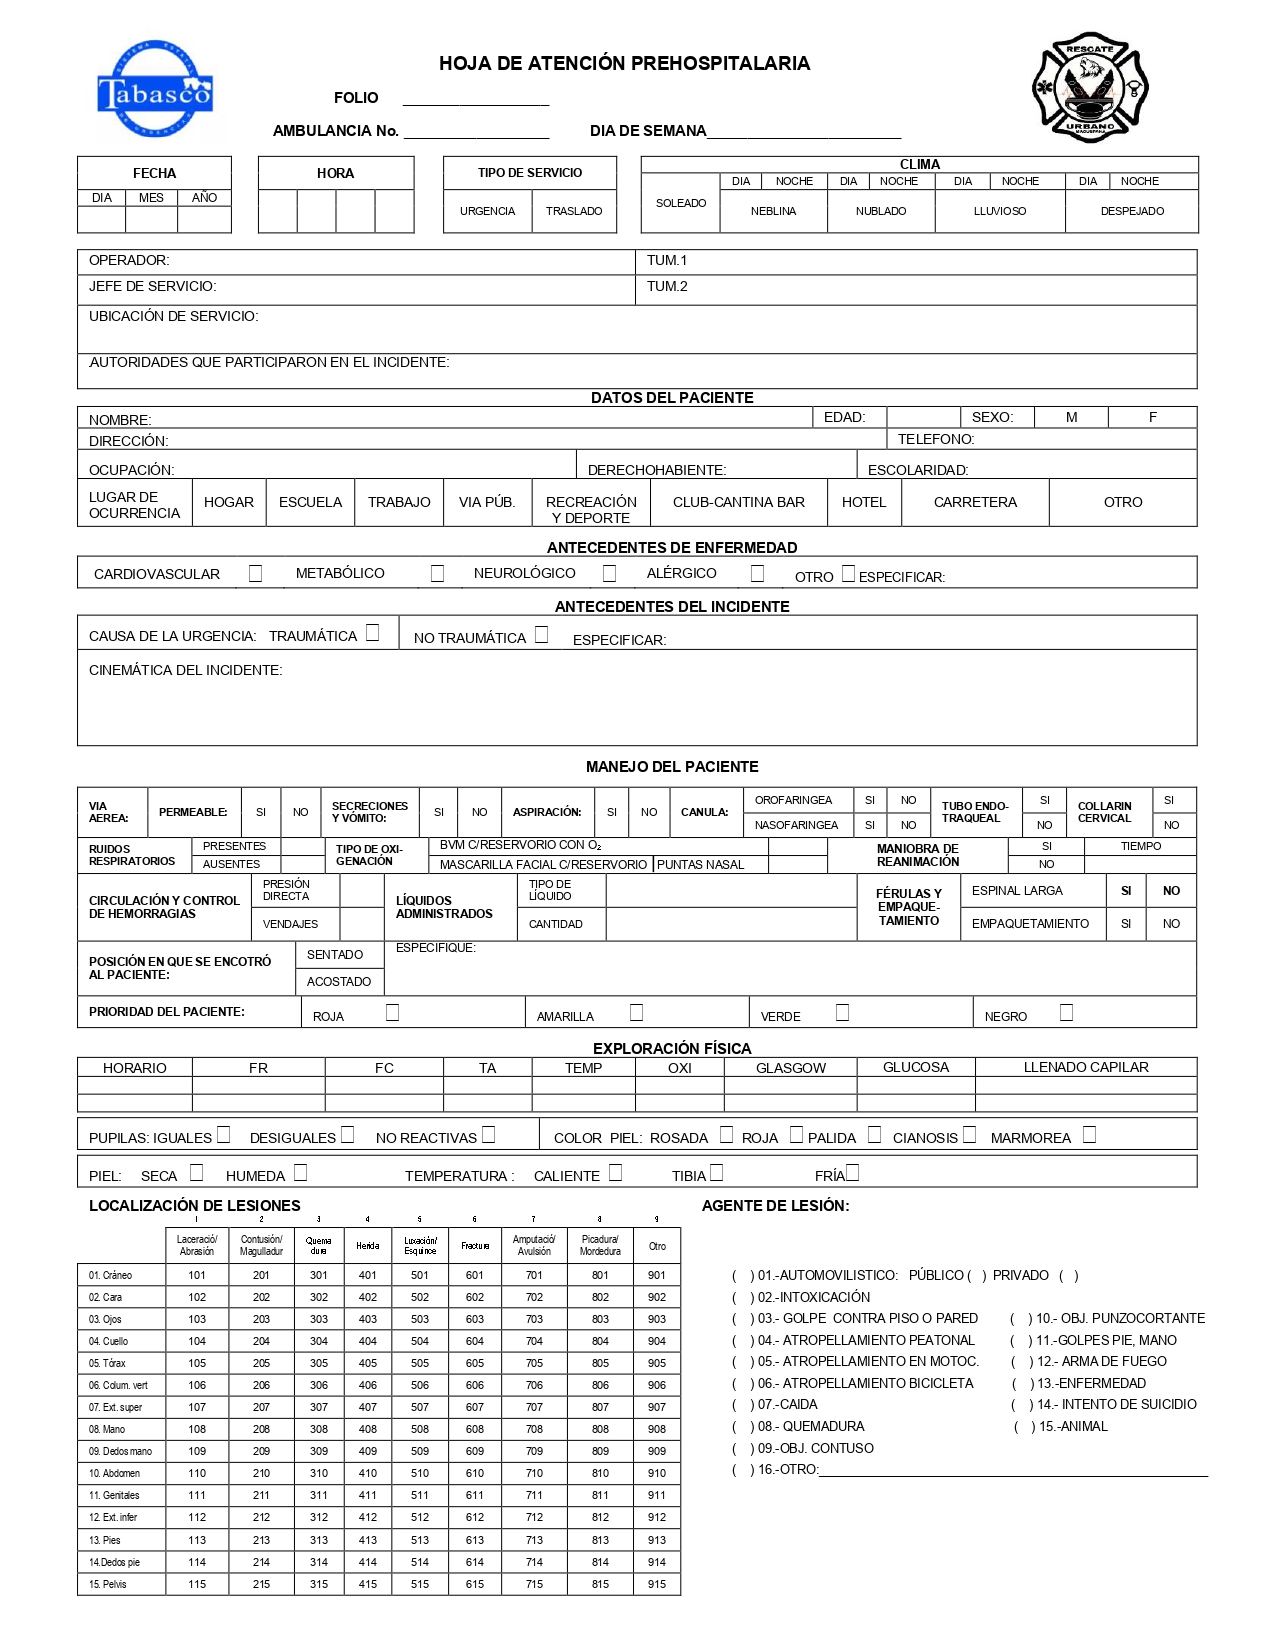 SISTEMA ESTATAL
Tabasco
DE URGENCIAS
RESCATE
URBANO
HOJA DE ATENCIÓN PREHOSPITALARIA
FOLIO ___________________
AMBULANCIA No. ___________________ DIA DE SEMANA_________________________
FECHA HORA TIPO DE SERVICIO CLIMA
DIA MES AÑO URGENCIA TRASLADO SOLEADO DIA NOCHE DIA NOCHE DIA NOCHE DIA NOCHE
NEBLINA NUBLADO LLUVIOSO DESPEJADO
OPERADOR: TUM.1
JEFE DE SERVICIO: TUM.2
UBICACIÓN DE SERVICIO:
AUTORIDADES QUE PARTICIPARON EN EL INCIDENTE:
DATOS DEL PACIENTE
NOMBRE: EDAD: SEXO: M F
DIRECCIÓN: TELEFONO:
OCUPACIÓN: DERECHOHABIENTE: ESCOLARIDAD:
LUGAR DE OCURRENCIA HOGAR ESCUELA TRABAJO VIA PÚB. RECREACIÓN Y DEPORTE CLUB-CANTINA BAR HOTEL CARRETERA OTRO
ANTECEDENTES DE ENFERMEDAD
CARDIOVASCULAR METABÓLICO NEUROLÓGICO ALÉRGICO OTRO ESPECIFICAR:
ANTECEDENTES DEL INCIDENTE
CAUSA DE LA URGENCIA: TRAUMÁTICA NO TRAUMÁTICA ESPECIFICAR:
CINEMÁTICA DEL INCIDENTE:
MANEJO DEL PACIENTE
VIA AEREA: PERMEABLE: SI NO SECRECIONES Y VÓMITO: SI NO ASPIRACIÓN: SI NO CANULA: OROFARINGEA SI NO TUBO ENDO-TRAQUEAL SI COLLARIN CERVICAL SI
NASOFARINGEA SI NO NO NO
RUIDOS RESPIRATORIOS PRESENTES TIPO DE OXI-GENACIÓN BVM C/RESERVORIO CON O₂ MANIOBRA DE REANIMACIÓN SI TIEMPO
AUSENTES MASCARILLA FACIAL C/RESERVORIO PUNTAS NASAL NO
CIRCULACIÓN Y CONTROL DE HEMORRAGIAS PRESIÓN DIRECTA LÍQUIDOS ADMINISTRADOS TIPO DE LÍQUIDO FÉRULAS Y EMPAQUE-TAMIENTO ESPINAL LARGA SI NO
VENDAJES CANTIDAD EMPAQUETAMIENTO SI NO
POSICIÓN EN QUE SE ENCOTRÓ AL PACIENTE: SENTADO ESPECIFIQUE:
ACOSTADO
PRIORIDAD DEL PACIENTE: ROJA AMARILLA VERDE NEGRO
EXPLORACIÓN FÍSICA
HORARIO FR FC TA TEMP OXI GLASGOW GLUCOSA LLENADO CAPILAR
PUPILAS: IGUALES DESIGUALES NO REACTIVAS COLOR PIEL: ROSADA ROJA PALIDA CIANOSIS MARMOREA
PIEL: SECA HUMEDA TEMPERATURA : CALIENTE TIBIA FRÍA
LOCALIZACIÓN DE LESIONES
1 2 3 4 5 6 7 8 9
Laceració/ Abrasión Contusión/ Magulladur Quema dura Herida Luxación/ Esquince Fractura Amputació/ Avulsión Picadura/ Mordedura Otro
01. Cráneo 101 201 301 401 501 601 701 801 901
02. Cara 102 202 302 402 502 602 702 802 902
03. Ojos 103 203 303 403 503 603 703 803 903
04. Cuello 104 204 304 404 504 604 704 804 904
05. Tórax 105 205 305 405 505 605 705 805 905
06. Colum. vert 106 206 306 406 506 606 706 806 906
07. Ext. super 107 207 307 407 507 607 707 807 907
08. Mano 108 208 308 408 508 608 708 808 908
09. Dedos mano 109 209 309 409 509 609 709 809 909
10. Abdomen 110 210 310 410 510 610 710 810 910
11. Genitales 111 211 311 411 511 611 711 811 911
12. Ext. infer 112 212 312 412 512 612 712 812 912
13. Pies 113 213 313 413 513 613 713 813 913
14.Dedos pie 114 214 314 414 514 614 714 814 914
15. Pelvis 115 215 315 415 515 615 715 815 915
AGENTE DE LESIÓN:
( ) 01.-AUTOMOVILISTICO: PÚBLICO ( ) PRIVADO ( )
( ) 02.-INTOXICACIÓN
( ) 03.- GOLPE CONTRA PISO O PARED ( ) 10.- OBJ. PUNZOCORTANTE
( ) 04.- ATROPELLAMIENTO PEATONAL ( ) 11.-GOLPES PIE, MANO
( ) 05.- ATROPELLAMIENTO EN MOTOC. ( ) 12.- ARMA DE FUEGO
( ) 06.- ATROPELLAMIENTO BICICLETA ( ) 13.-ENFERMEDAD
( ) 07.-CAIDA ( ) 14.- INTENTO DE SUICIDIO
( ) 08.- QUEMADURA ( ) 15.-ANIMAL
( ) 09.-OBJ. CONTUSO
( ) 16.-OTRO:______________________________________________________